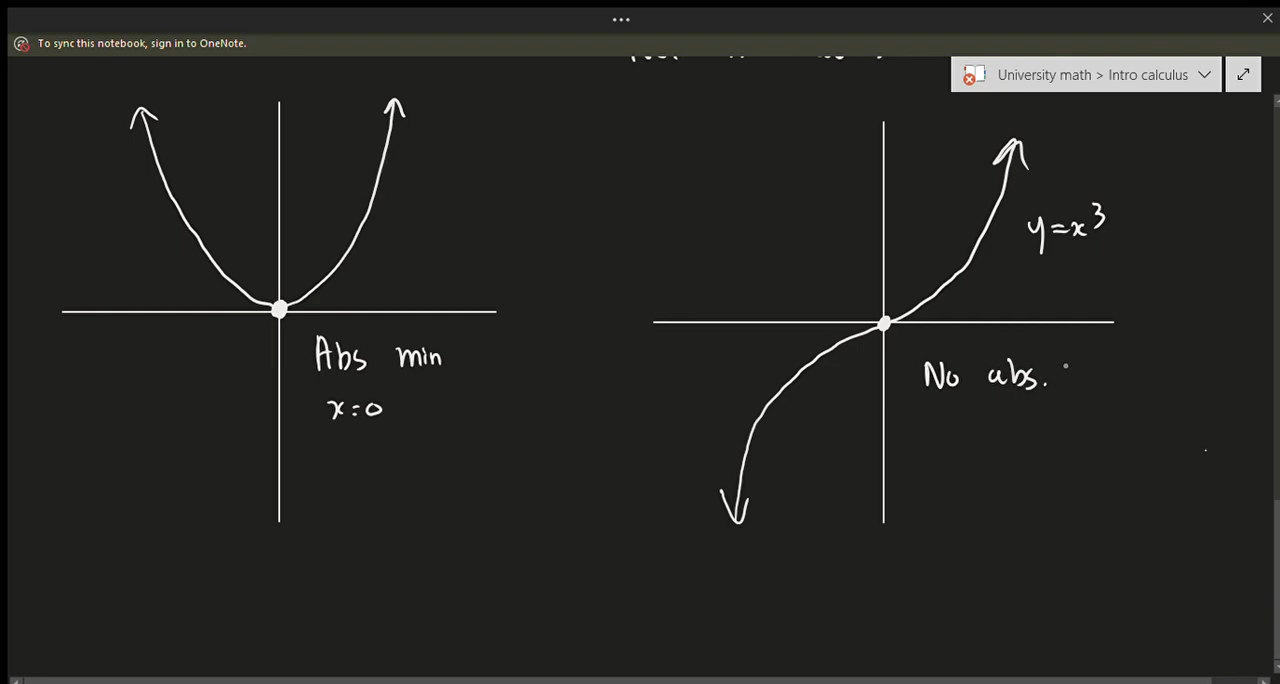 To sync this notebook, sign in to OneNote.
University math > Intro calculus
y=x³
Abs min
x=0
No abs.